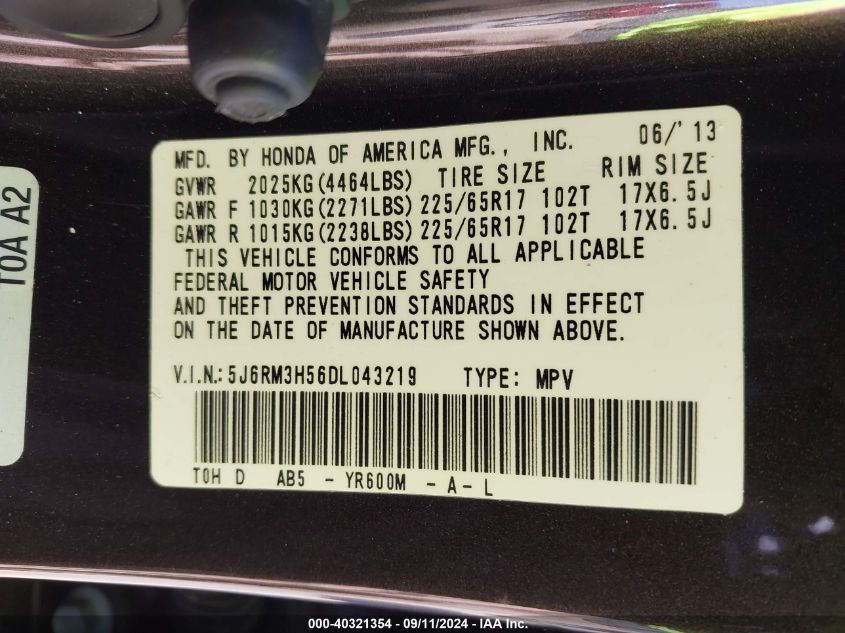 MFD. BY HONDA OF AMERICA MFG., INC. 06/'13
GVWR 2025KG(4464LBS) TIRE SIZE RIM SIZE
GAWR F 1030KG(2271LBS) 225/65R17 102T 17X6.5J
GAWR R 1015KG(2238LBS) 225/65R17 102T 17X6.5J
THIS VEHICLE CONFORMS TO ALL APPLICABLE
FEDERAL MOTOR VEHICLE SAFETY
AND THEFT PREVENTION STANDARDS IN EFFECT
ON THE DATE OF MANUFACTURE SHOWN ABOVE.
V.I.N.: 5J6RM3H56DL043219 TYPE: MPV
T0H D AB5 - YR600M - A - L
T0A A2
000-40321354 - 09/11/2024 - IAA Inc.